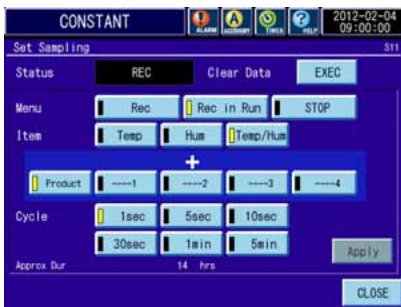 CONSTANT ALARM ACCESSORY TIMER HELP 2012-02-04 09:00:00
Set Sampling S11
Status REC Clear Data EXEC
Menu Rec Rec in Run STOP
Item Temp Hum Temp/Hum
+
Product ----1 ----2 ----3 ----4
Cycle 1sec 5sec 10sec
30sec 1min 5min
Apply
Approx Dur 14 hrs
CLOSE